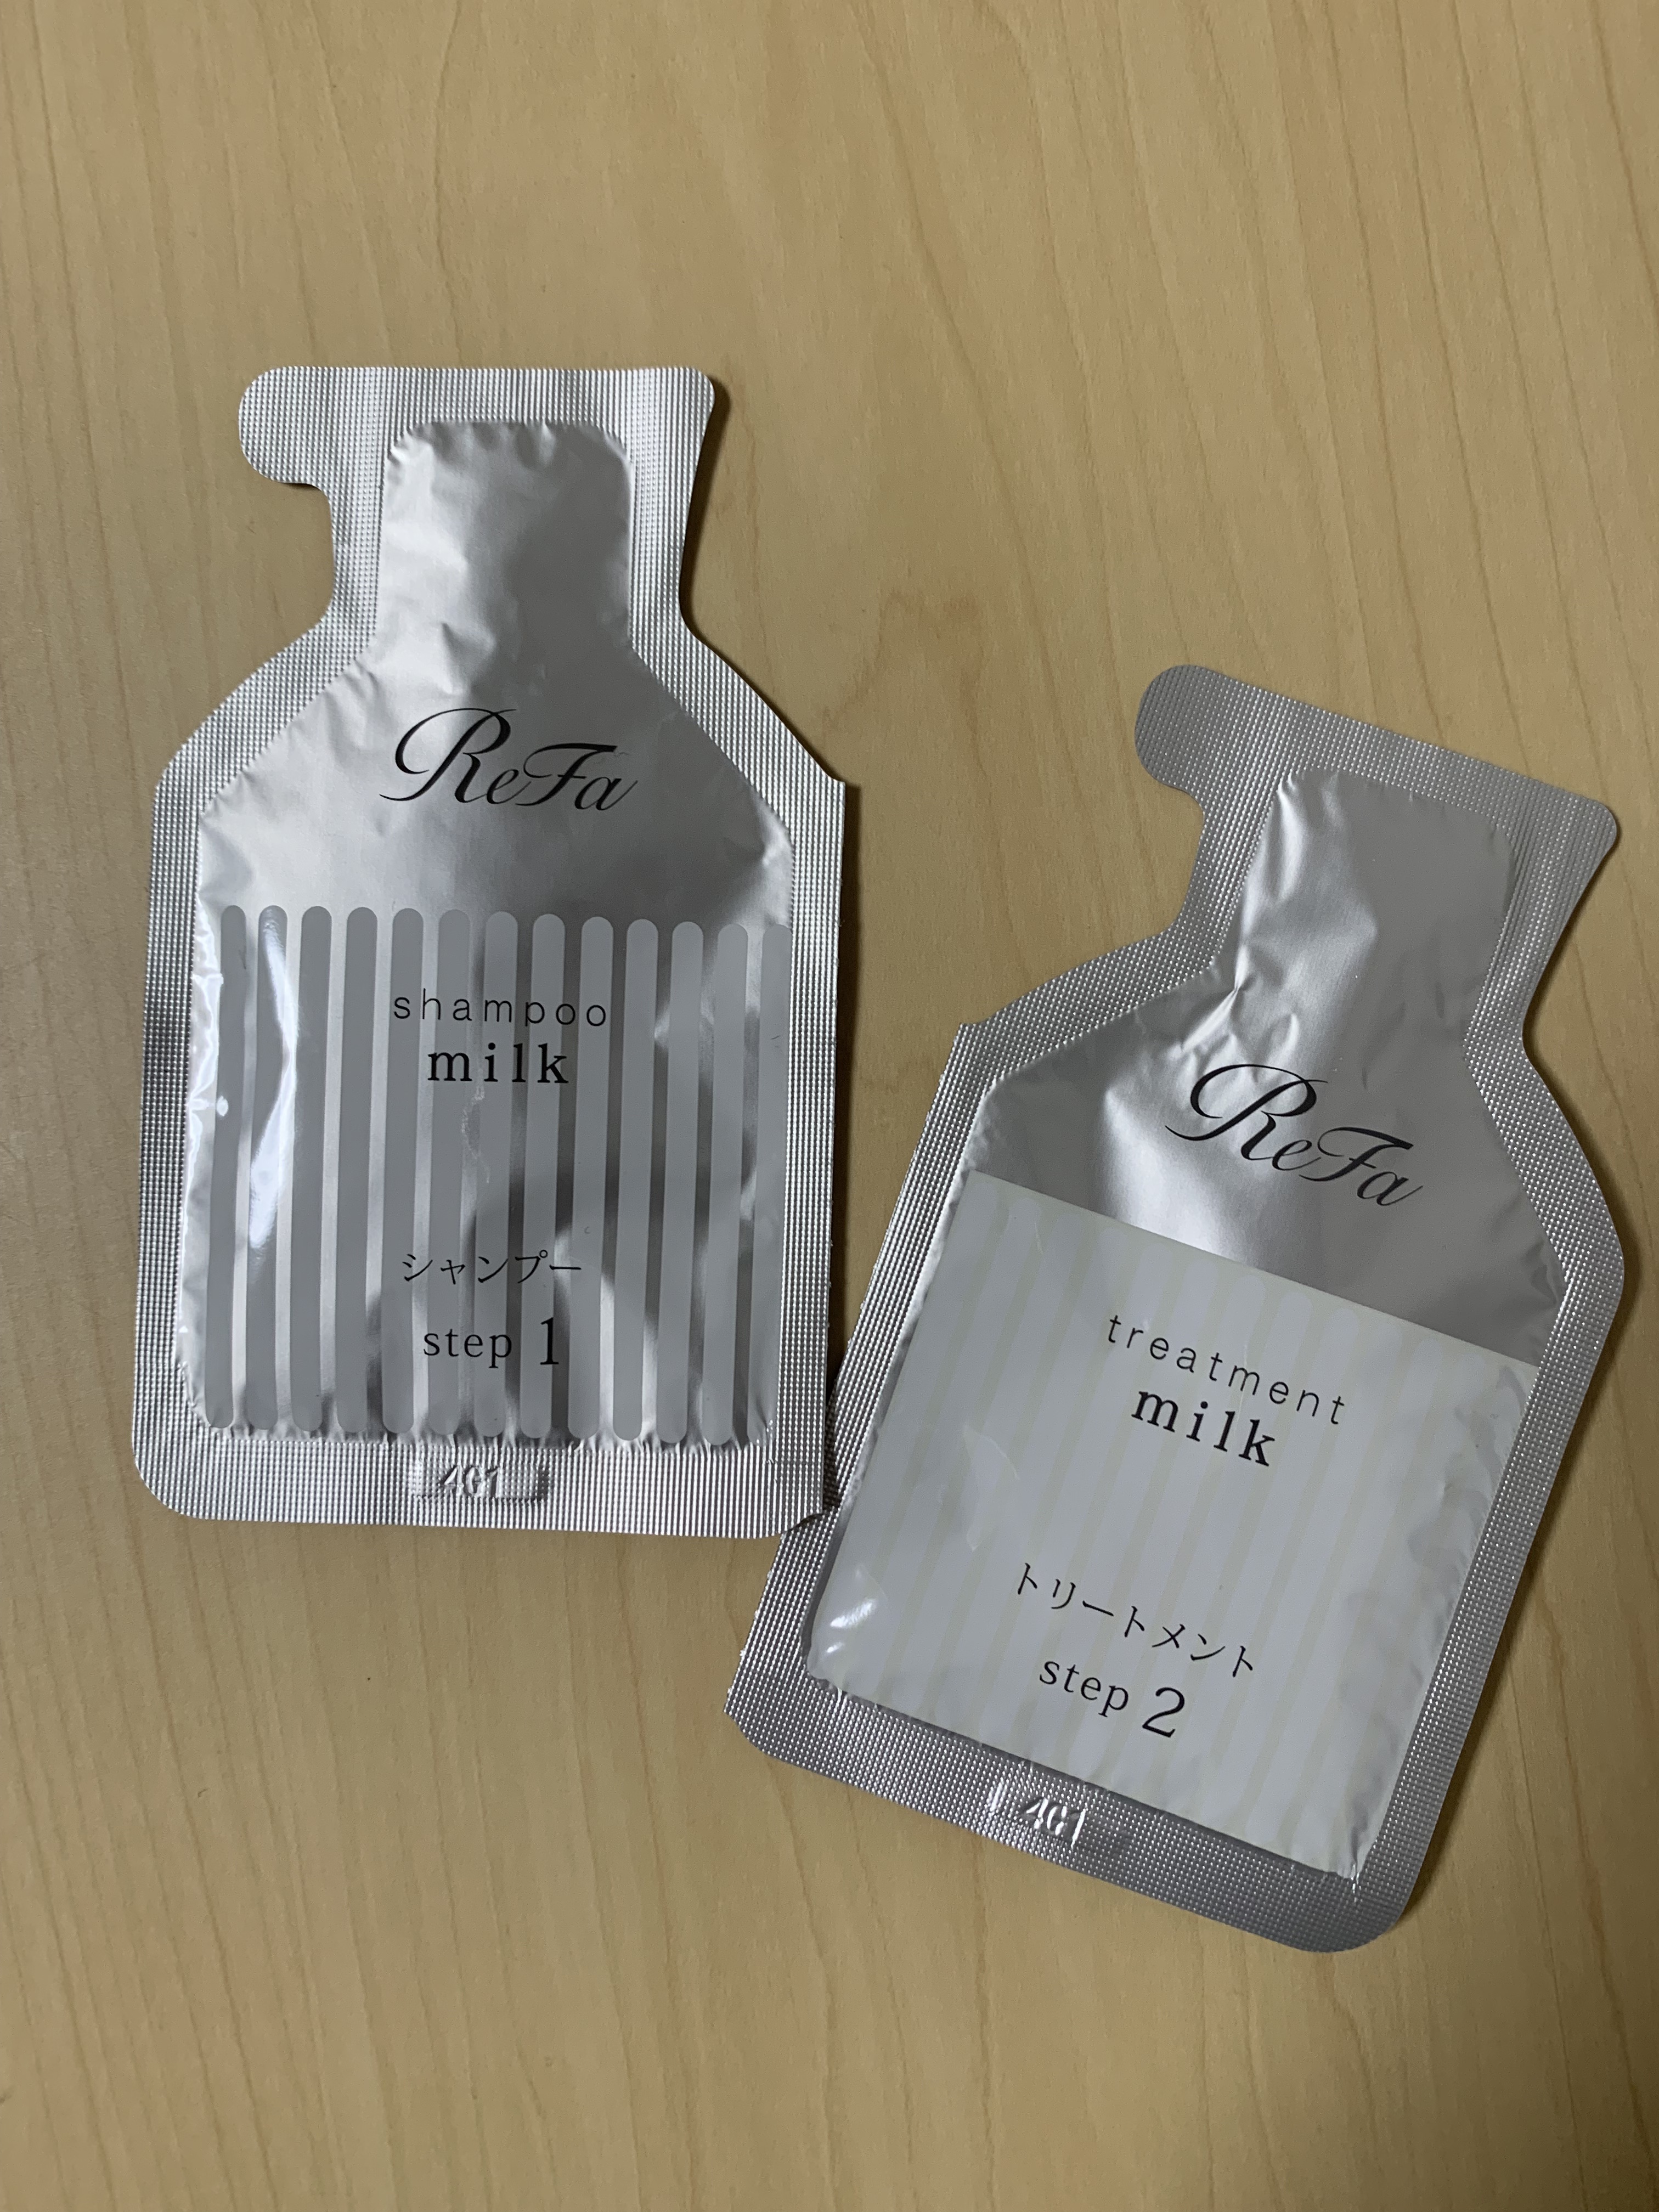 ReFa
shampoo
milk
シャンプー
step 1
4G1
ReFa
treatment
milk
トリートメント
step 2
4G1